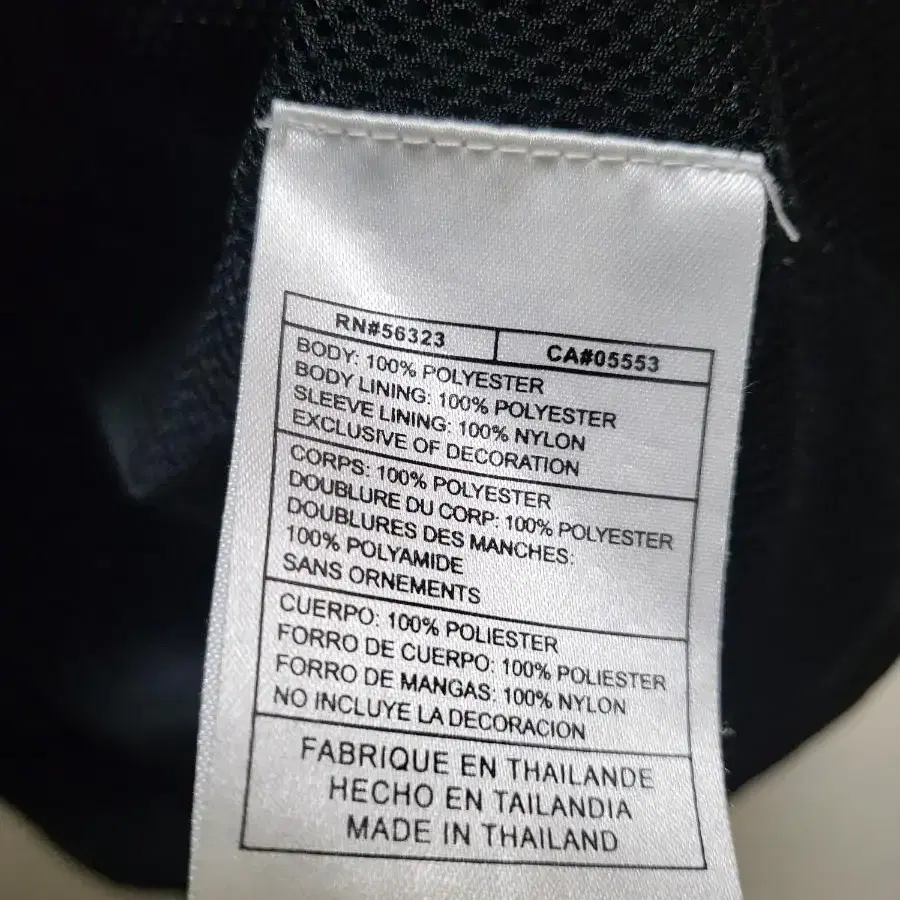 RN#56323 CA#05553
BODY: 100% POLYESTER
BODY LINING: 100% POLYESTER
SLEEVE LINING: 100% NYLON
EXCLUSIVE OF DECORATION
CORPS: 100% POLYESTER
DOUBLURE DU CORP: 100% POLYESTER
DOUBLURES DES MANCHES:
100% POLYAMIDE
SANS ORNEMENTS
CUERPO: 100% POLIESTER
FORRO DE CUERPO: 100% POLIESTER
FORRO DE MANGAS: 100% NYLON
NO INCLUYE LA DECORACION
FABRIQUE EN THAILANDE
HECHO EN TAILANDIA
MADE IN THAILAND